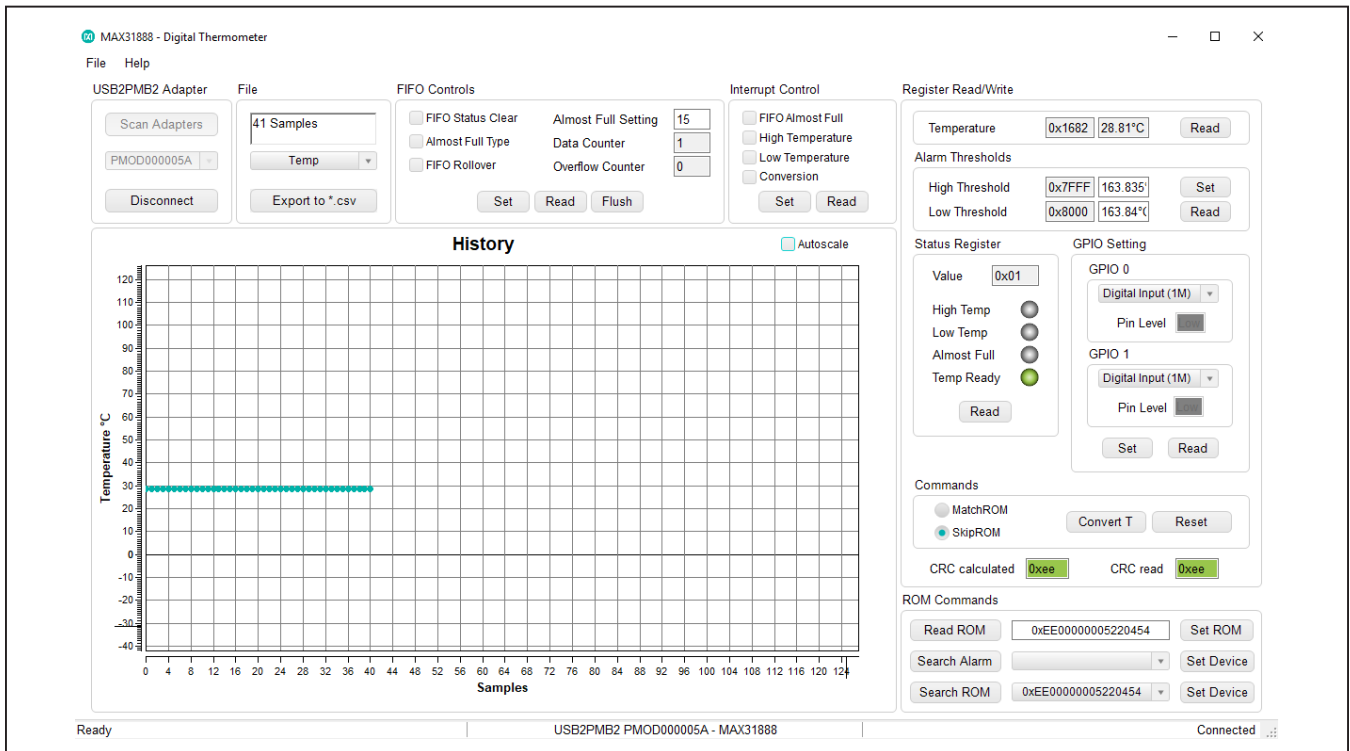 MAX31888 - Digital Thermometer
File Help
USB2PMB2 Adapter
Scan Adapters
PMOD000005A
Disconnect
File
41 Samples
Temp
Export to *.csv
FIFO Controls
FIFO Status Clear
Almost Full Type
FIFO Rollover
Almost Full Setting 15
Data Counter 1
Overflow Counter 0
Set Read Flush
Interrupt Control
FIFO Almost Full
High Temperature
Low Temperature
Conversion
Set Read
Register Read/Write
Temperature 0x1682 28.81°C Read
Alarm Thresholds
High Threshold 0x7FFF 163.835° Set
Low Threshold 0x8000 163.84°( Read
History
Autoscale
Temperature °C
120
110
100
90
80
70
60
50
40
30
20
10
0
-10
-20
-30
-40
0 4 8 12 16 20 24 28 32 36 40 44 48 52 56 60 64 68 72 76 80 84 88 92 96 100 104 108 112 116 120 124
Samples
Status Register
Value 0x01
High Temp
Low Temp
Almost Full
Temp Ready
Read
GPIO Setting
GPIO 0
Digital Input (1M)
Pin Level Low
GPIO 1
Digital Input (1M)
Pin Level Low
Set Read
Commands
MatchROM
SkipROM
Convert T Reset
CRC calculated 0xee CRC read 0xee
ROM Commands
Read ROM 0xEE00000005220454 Set ROM
Search Alarm Set Device
Search ROM 0xEE00000005220454 Set Device
Ready USB2PMB2 PMOD000005A - MAX31888 Connected